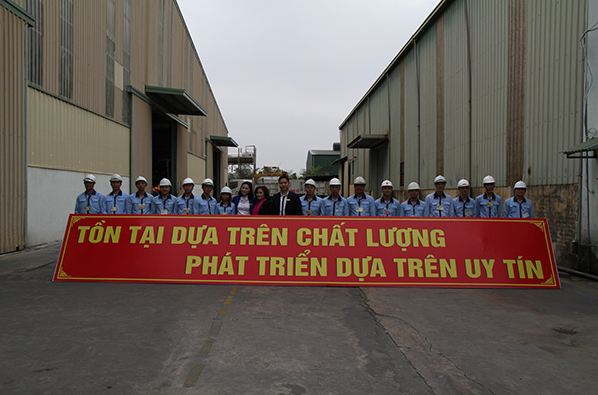 TỒN TẠI DỰA TRÊN CHẤT LƯỢNG
PHÁT TRIỂN DỰA TRÊN UY TÍN